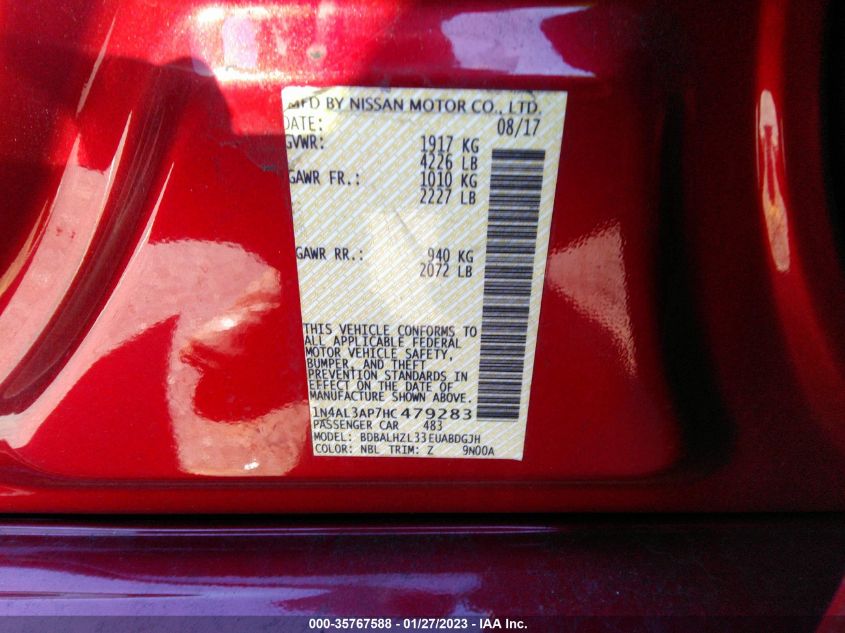 MFD BY NISSAN MOTOR CO., LTD.
DATE: 08/17
GVWR: 1917 KG
4226 LB
GAWR FR.: 1010 KG
2227 LB
GAWR RR.: 940 KG
2072 LB
THIS VEHICLE CONFORMS TO
ALL APPLICABLE FEDERAL
MOTOR VEHICLE SAFETY,
BUMPER, AND THEFT
PREVENTION STANDARDS IN
EFFECT ON THE DATE OF
MANUFACTURE SHOWN ABOVE.
1N4AL3AP7HC479283
PASSENGER CAR 483
MODEL: BDBALHZL33EUABDGJH
COLOR: NBL TRIM: Z 9N00A
000-35767588 - 01/27/2023 - IAA Inc.